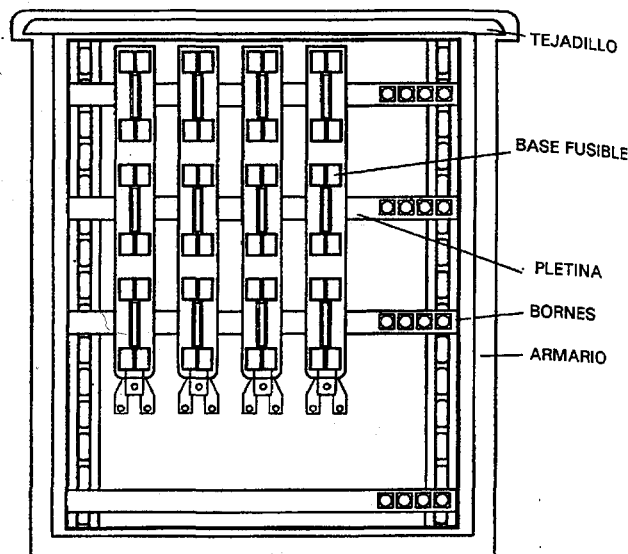 TEJADILLO
BASE FUSIBLE
PLETINA
BORNES
ARMARIO